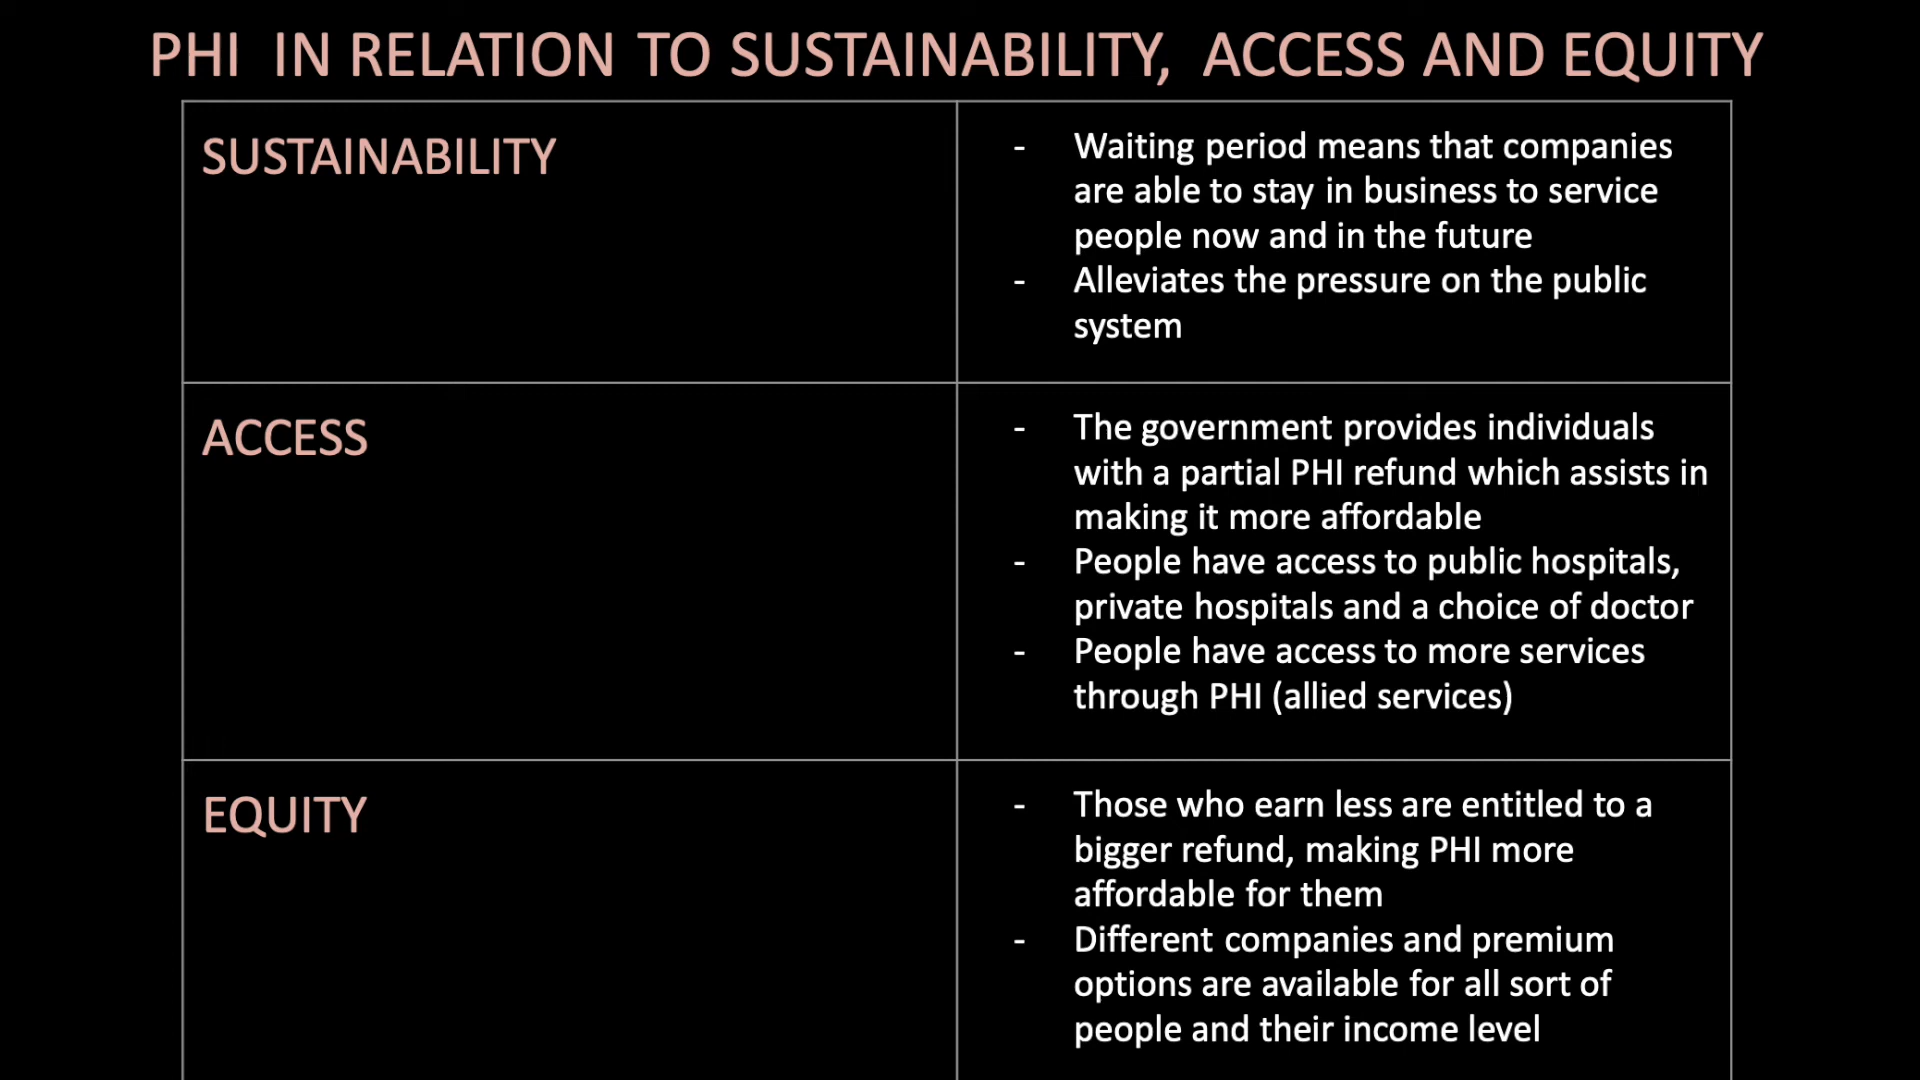 PHI IN RELATION TO SUSTAINABILITY, ACCESS AND EQUITY
SUSTAINABILITY
- Waiting period means that companies
are able to stay in business to service
people now and in the future
- Alleviates the pressure on the public
system
ACCESS
- The government provides individuals
with a partial PHI refund which assists in
making it more affordable
- People have access to public hospitals,
private hospitals and a choice of doctor
- People have access to more services
through PHI (allied services)
EQUITY
- Those who earn less are entitled to a
bigger refund, making PHI more
affordable for them
- Different companies and premium
options are available for all sort of
people and their income level